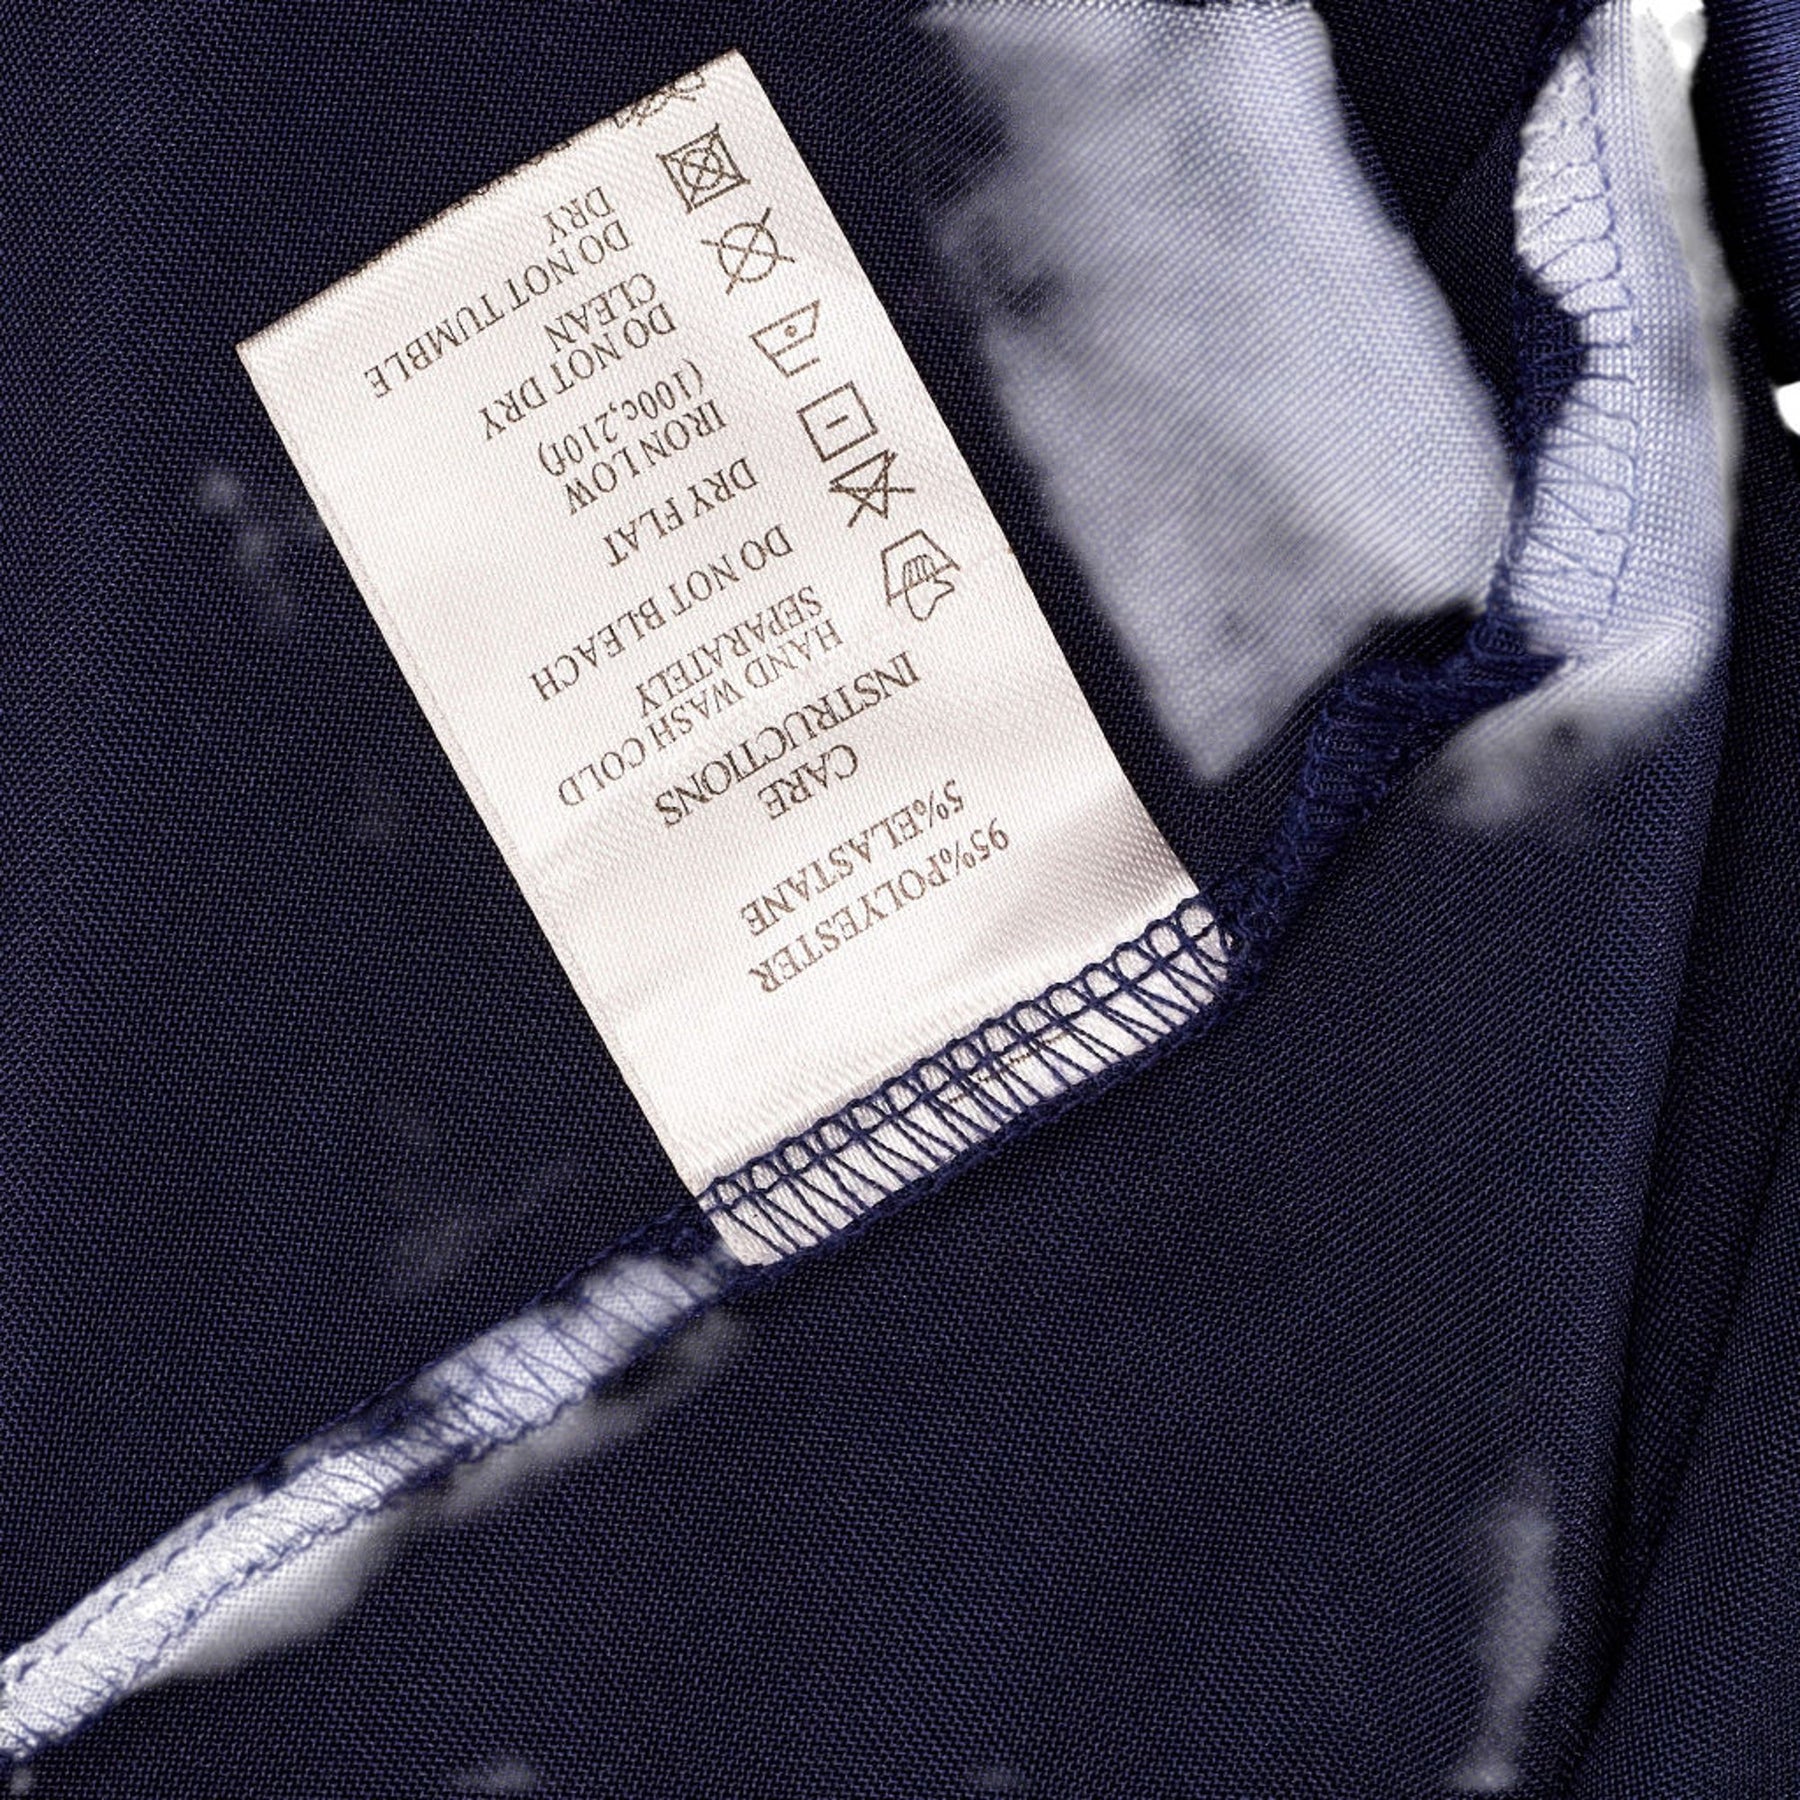 95%POLYESTER
5%ELASTANE
CARE
INSTRUCTIONS
HAND WASH COLD
SEPARATELY
DO NOT BLEACH
DRY FLAT
IRON LOW
(100c,210f)
DO NOT DRY
CLEAN
DO NOT TUMBLE
DRY